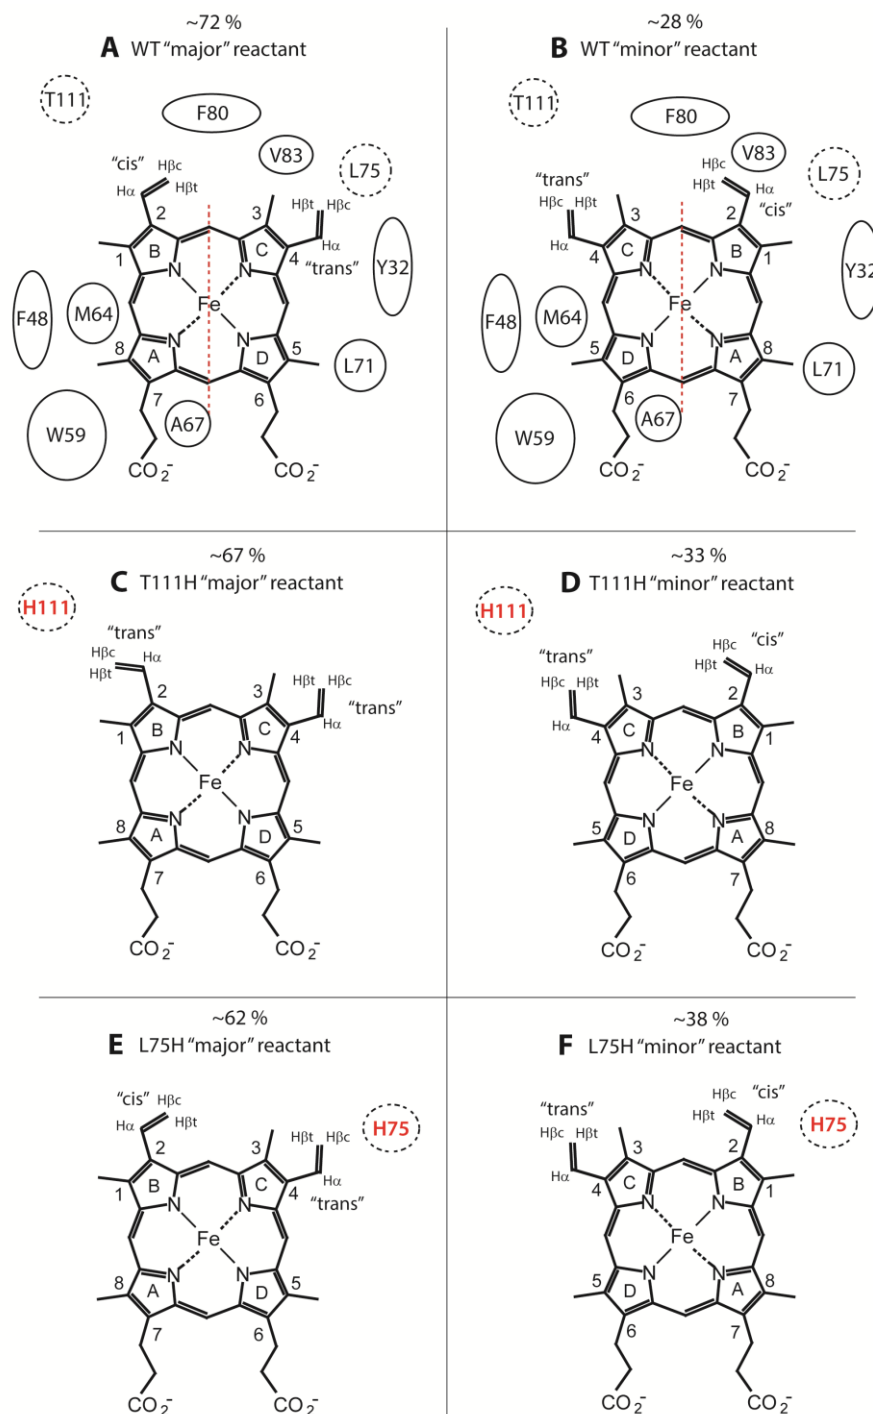 ~72 %
A WT “major” reactant
T111
F80
V83
L75
“cis”
Hβc
Hα
Hβt
2
3
Hβt
Hβc
B
C
1
4
Hα
“trans”
Y32
N
N
Fe
F48
M64
N
N
8
A
D
5
L71
7
6
W59
A67
CO2-
CO2-
~28 %
B WT “minor” reactant
T111
F80
V83
L75
“trans”
Hβc
Hβt
Hβc
Hβt
Hα
“cis”
3
2
Hα
C
B
4
1
Y32
N
N
Fe
F48
M64
N
N
5
D
A
8
L71
6
7
W59
A67
CO2-
CO2-
~67 %
C T111H “major” reactant
H111
“trans”
Hβc
Hα
Hβt
2
3
Hβt
Hβc
“trans”
B
C
1
4
Hα
N
N
Fe
N
N
8
A
D
5
7
6
CO2-
CO2-
~33 %
D T111H “minor” reactant
H111
“trans”
“cis”
Hβc
Hβt
Hβc
Hβt
Hα
3
2
Hα
C
B
4
1
N
N
Fe
N
N
5
D
A
8
6
7
CO2-
CO2-
~62 %
E L75H “major” reactant
“cis”
Hβc
Hα
Hβt
H75
2
3
Hβt
Hβc
B
C
1
4
Hα
“trans”
N
N
Fe
N
N
8
A
D
5
7
6
CO2-
CO2-
~38 %
F L75H “minor” reactant
“trans”
“cis”
Hβc
Hβt
Hβc
Hβt
Hα
H75
3
2
Hα
C
B
4
1
N
N
Fe
N
N
5
D
A
8
6
7
CO2-
CO2-